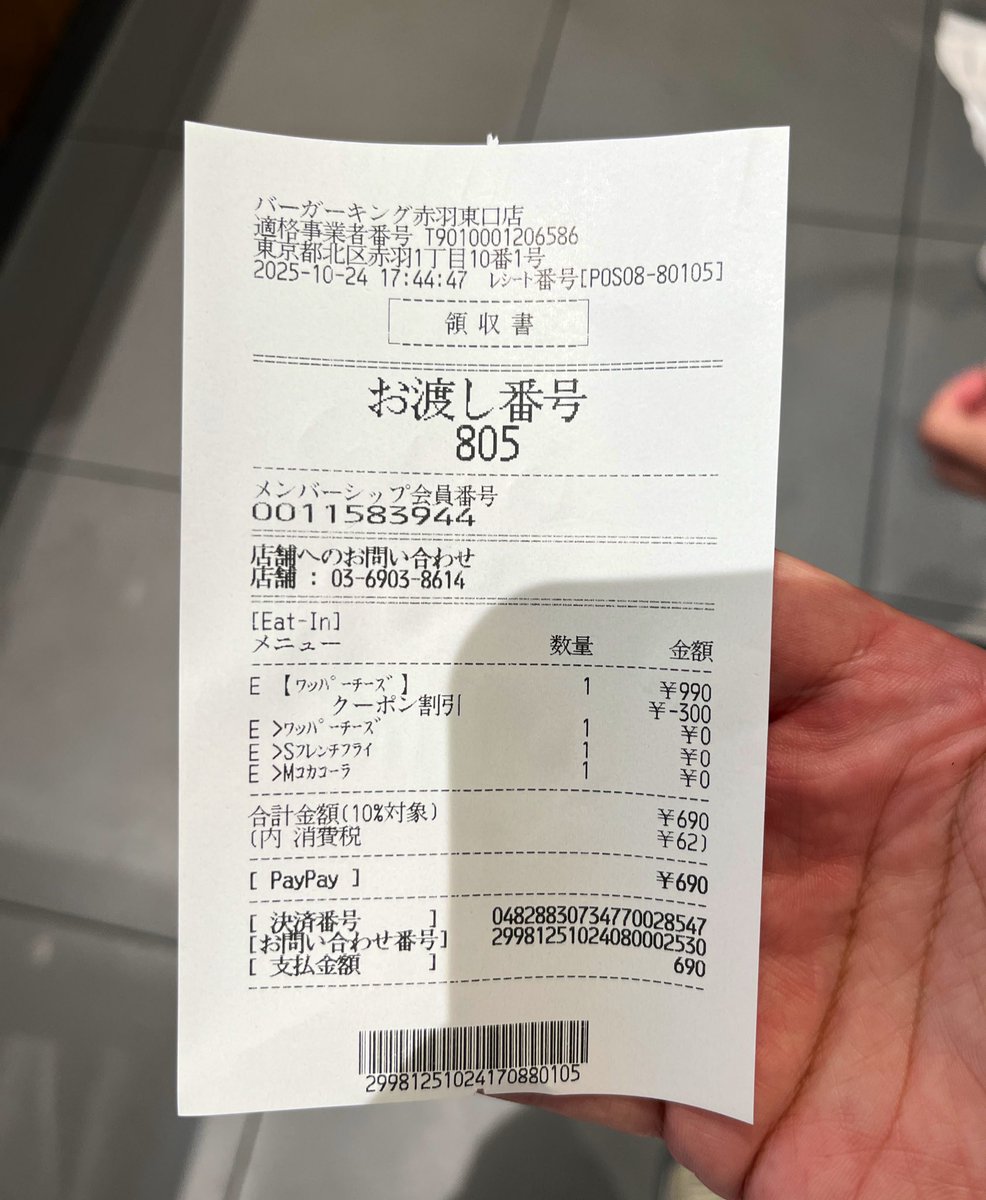 バーガーキング赤羽東口店
適格事業者番号 T9010001206586
東京都北区赤羽1丁目10番1号
2025-10-24 17:44:47 ﾚｼｰﾄ番号[POS08-80105]
領収書
お渡し番号
805
メンバーシップ会員番号
0011583944
店舗へのお問い合わせ
店舗 : 03-6903-8614
[Eat-In]
メニュー 数量 金額
E 【ﾜｯﾊﾟｰﾁｰｽﾞ】 1 ¥990
クーポン割引 ¥-300
E >ﾜｯﾊﾟｰﾁｰｽﾞ 1 ¥0
E >Sﾌﾚﾝﾁﾌﾗｲ 1 ¥0
E >Mｺｶｺｰﾗ 1 ¥0
合計金額(10%対象) ¥690
(内 消費税 ¥62)
[ PayPay ] ¥690
[ 決済番号 ] 04828830734770028547
[お問い合わせ番号] 29981251024080002530
[ 支払金額 ] 690
29981251024170880105